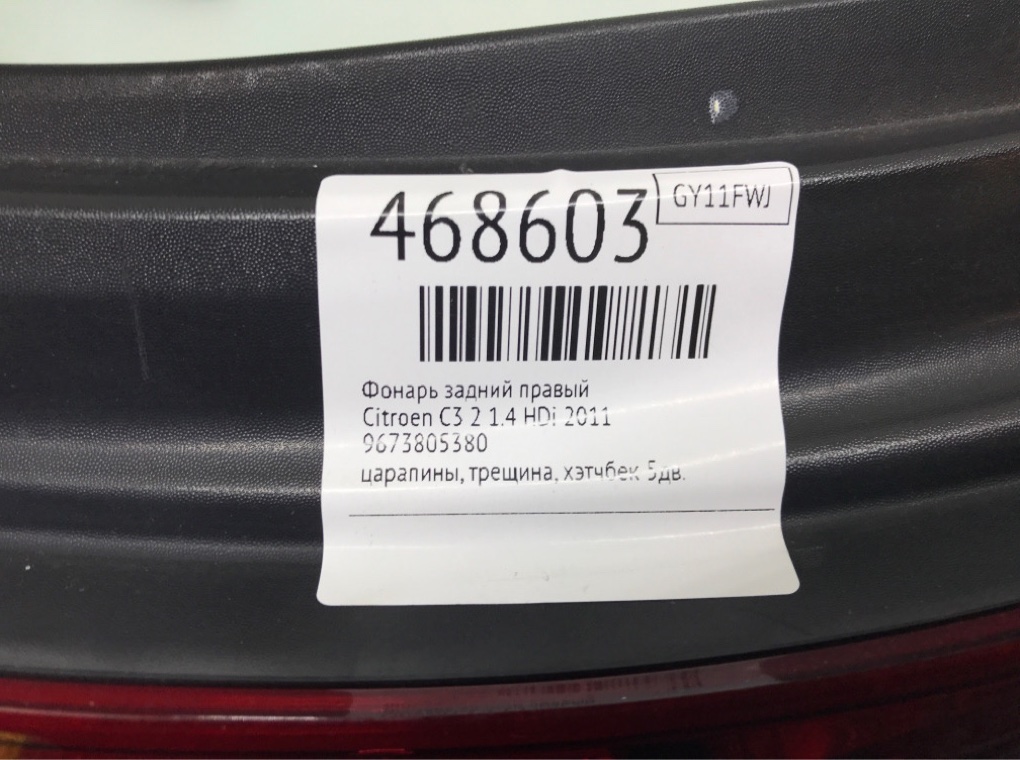 468603
GY11FWJ
Фонарь задний правый
Citroen C3 2 1.4 HDi 2011
9673805380
царапины, трещина, хэтчбек 5дв.